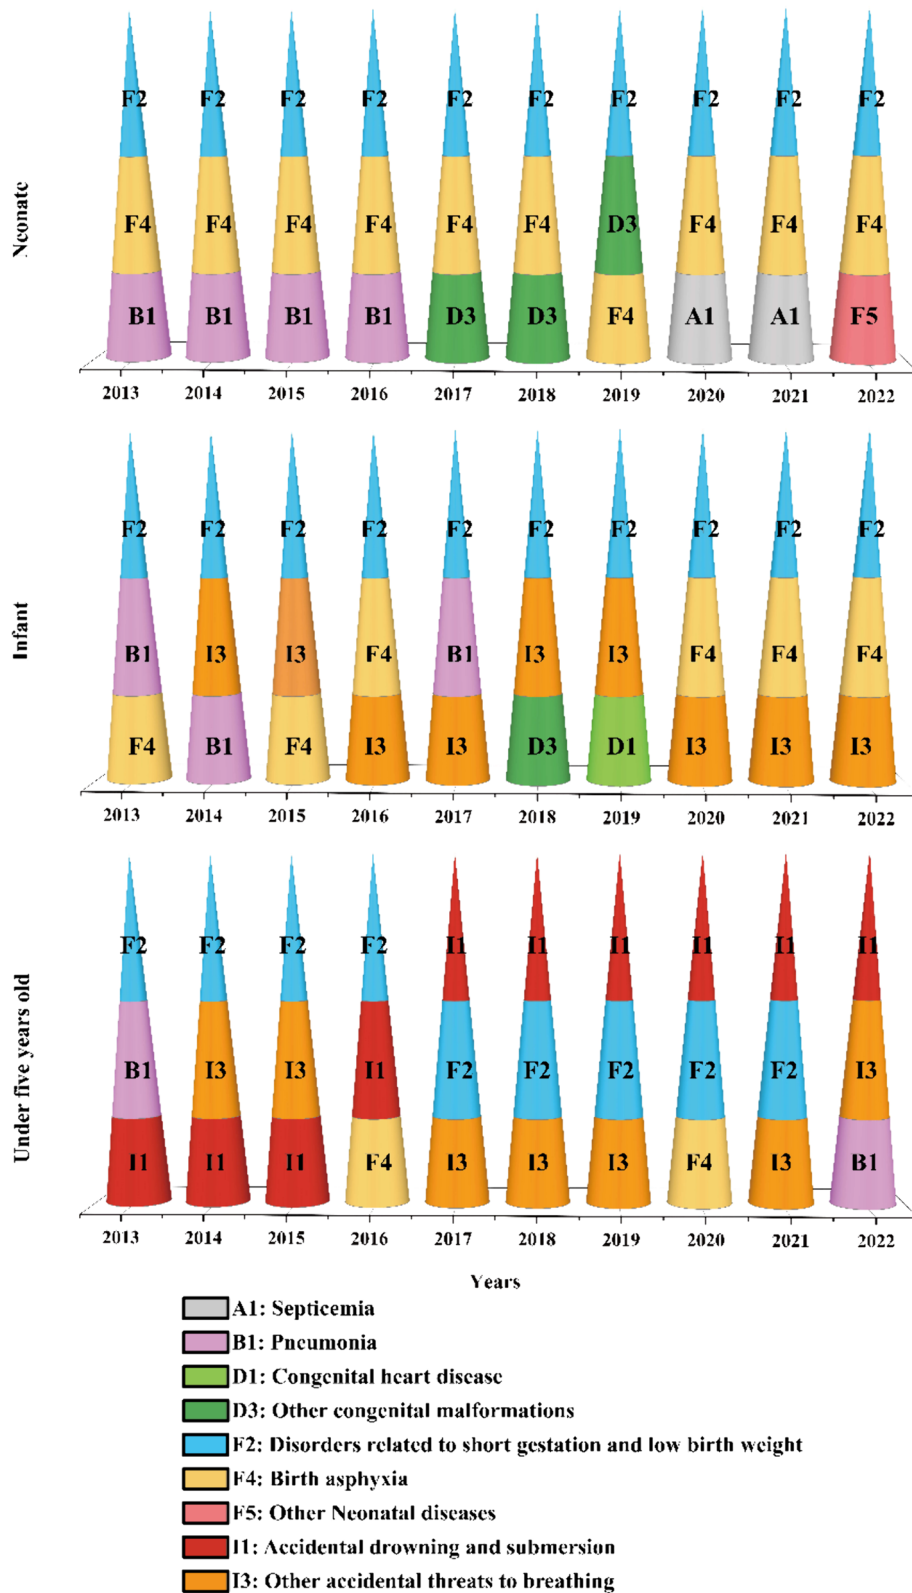 Neonate
F2 F2 F2 F2 F2 F2 F2 F2 F2 F2
F4 F4 F4 F4 F4 F4 D3 F4 F4 F4
B1 B1 B1 B1 D3 D3 F4 A1 A1 F5
2013 2014 2015 2016 2017 2018 2019 2020 2021 2022
Infant
F2 F2 F2 F2 F2 F2 F2 F2 F2 F2
B1 I3 I3 F4 B1 I3 I3 F4 F4 F4
F4 B1 F4 I3 I3 D3 D1 I3 I3 I3
2013 2014 2015 2016 2017 2018 2019 2020 2021 2022
Under five years old
F2 F2 F2 F2 I1 I1 I1 I1 I1 I1
B1 I3 I3 I1 F2 F2 F2 F2 F2 I3
I1 I1 I1 F4 I3 I3 I3 F4 I3 B1
2013 2014 2015 2016 2017 2018 2019 2020 2021 2022
Years
A1: Septicemia
B1: Pneumonia
D1: Congenital heart disease
D3: Other congenital malformations
F2: Disorders related to short gestation and low birth weight
F4: Birth asphyxia
F5: Other Neonatal diseases
I1: Accidental drowning and submersion
I3: Other accidental threats to breathing